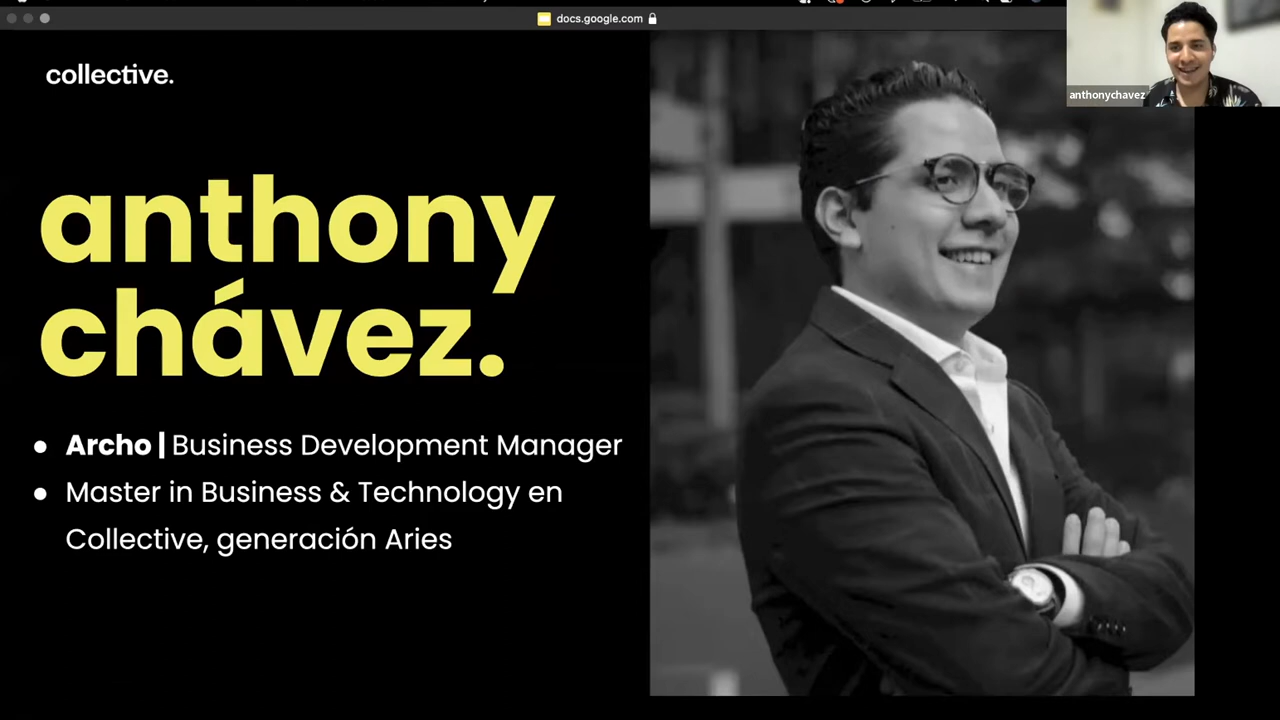 docs.google.com
collective.
anthonychavez
anthony
chávez.
● Archo | Business Development Manager
● Master in Business & Technology en
Collective, generación Aries